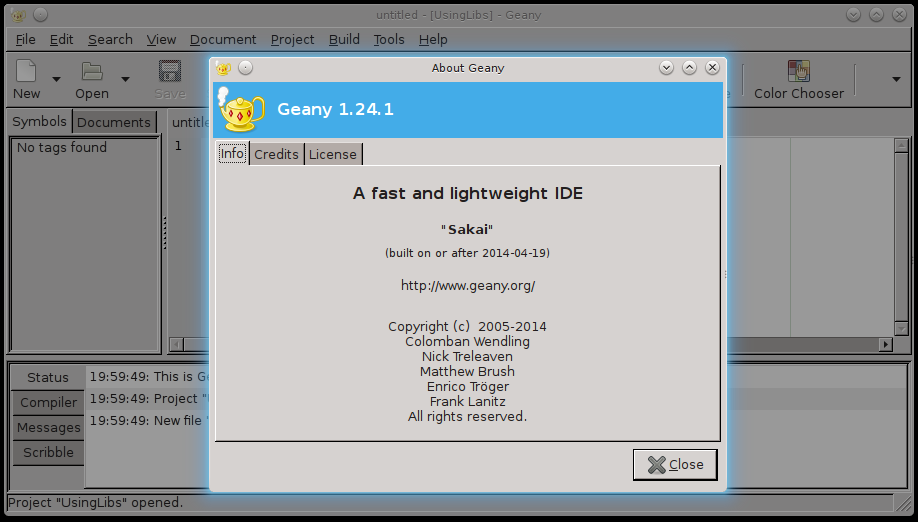 untitled - [UsingLibs] - Geany
File Edit Search View Document Project Build Tools Help
New Open Save Color Chooser
Symbols Documents
No tags found
1
About Geany
Geany 1.24.1
Info Credits License
A fast and lightweight IDE
"Sakai"
(built on or after 2014-04-19)
http://www.geany.org/
Copyright (c) 2005-2014
Colomban Wendling
Nick Treleaven
Matthew Brush
Enrico Tröger
Frank Lanitz
All rights reserved.
Close
Status
Compiler
Messages
Scribble
19:59:49: This is
19:59:49: Project
19:59:49: New file
Project "UsingLibs" opened.